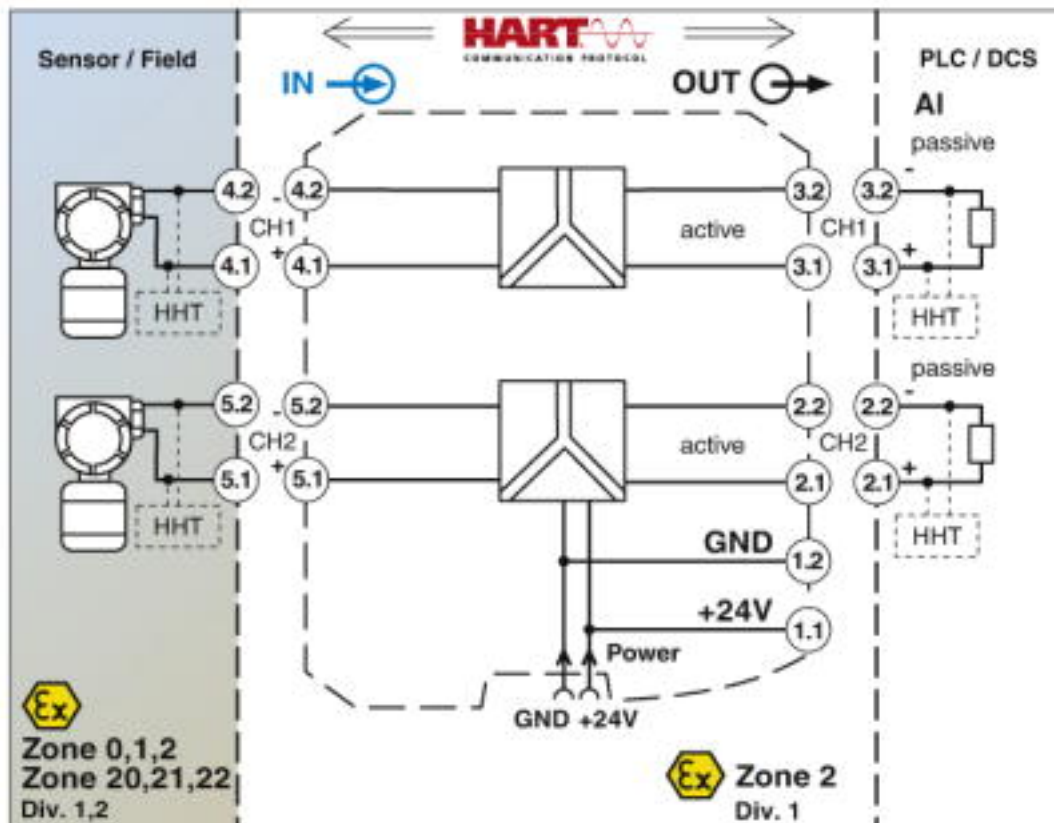 HART
COMMUNICATION PROTOCOL
Sensor / Field
PLC / DCS
IN
OUT
AI
passive
4.2
-
4.2
3.2
3.2
-
CH1
active
CH1
4.1
+
4.1
3.1
3.1
+
HHT
HHT
passive
5.2
-
5.2
2.2
2.2
-
CH2
active
CH2
5.1
+
5.1
2.1
2.1
+
HHT
HHT
GND
1.2
+24V
1.1
Power
GND +24V
Ex
Zone 0,1,2
Zone 20,21,22
Div. 1,2
Ex
Zone 2
Div. 1